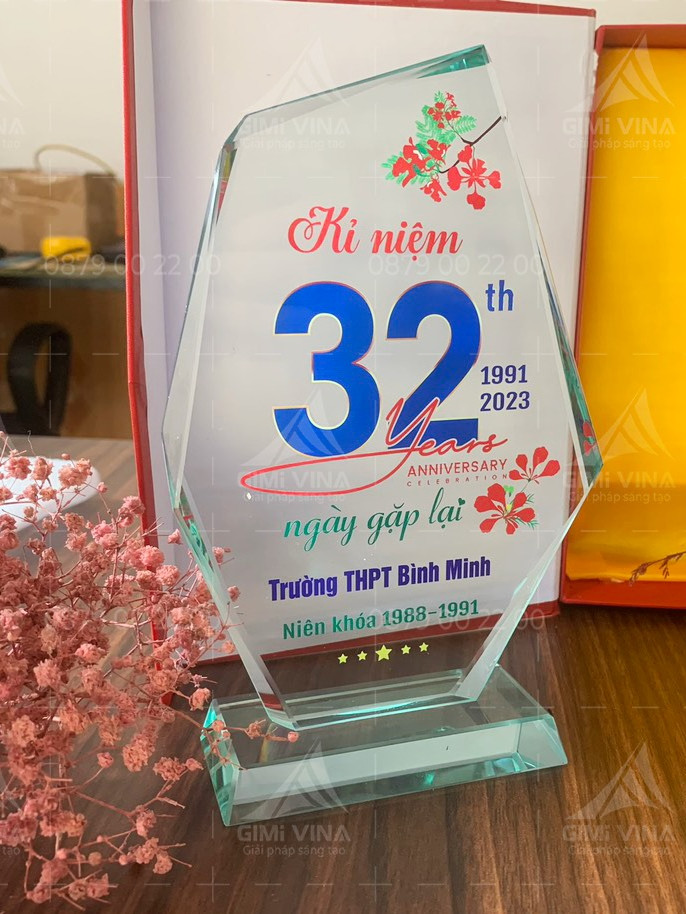 Kỉ niệm
32th
1991
2023
Years
ANNIVERSARY
CELEBRATION
ngày gặp lại
Trường THPT Bình Minh
Niên khóa 1988-1991
GIMI VINA
Giải pháp sáng tạo
0879 00 22 00